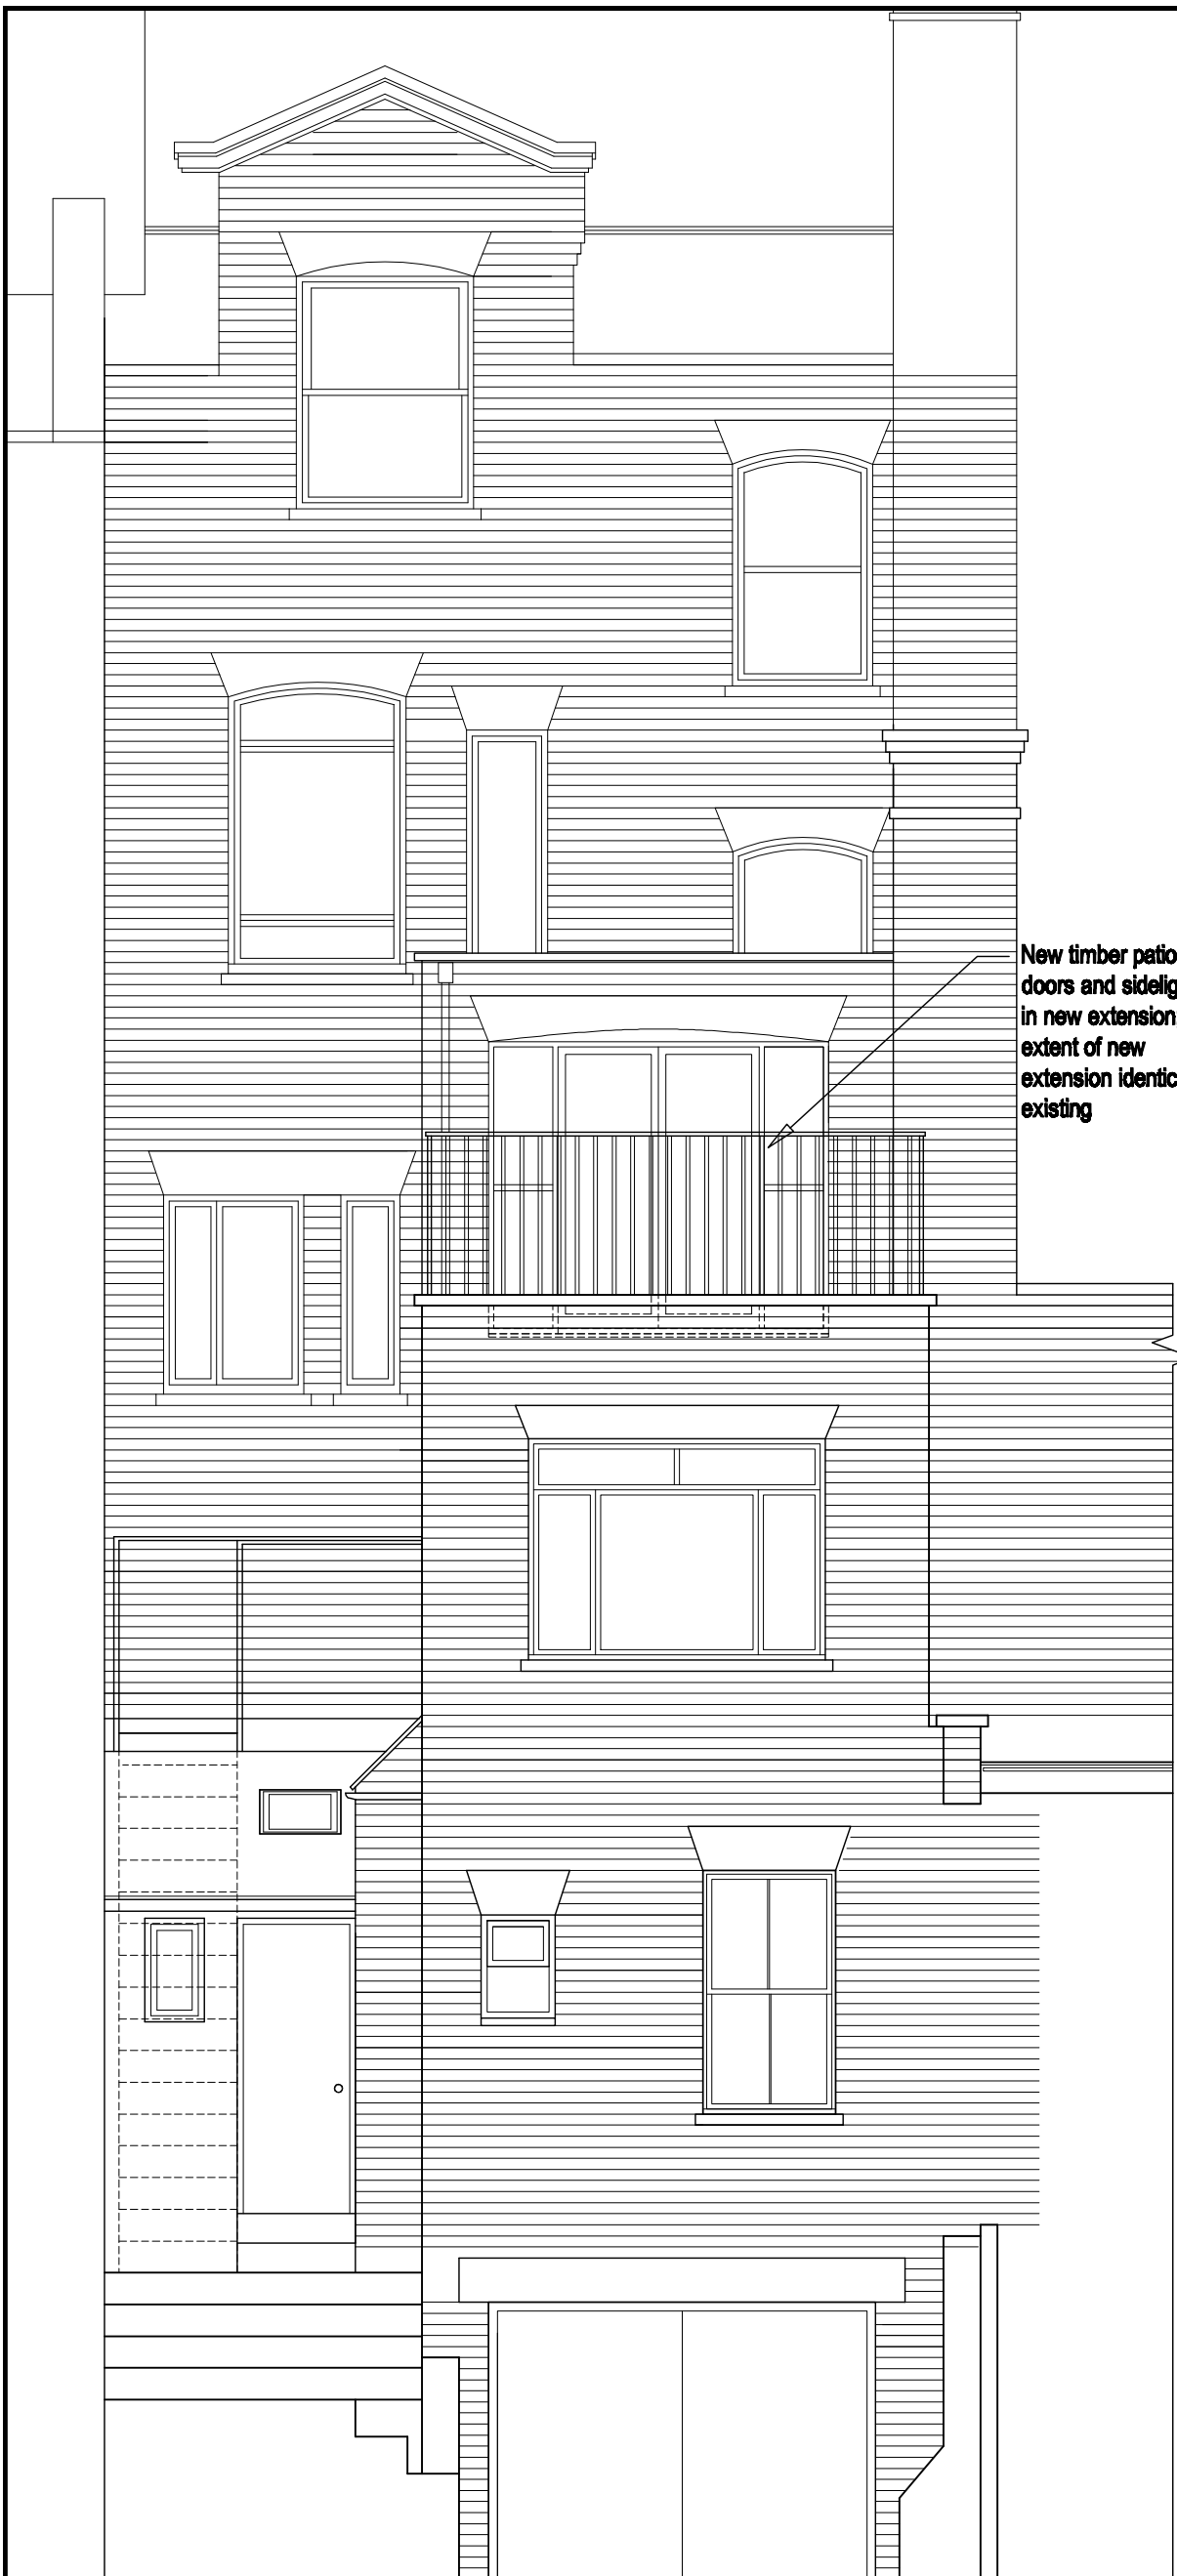 New timber patio
doors and sidelig
in new extension
extent of new
extension identic
existing